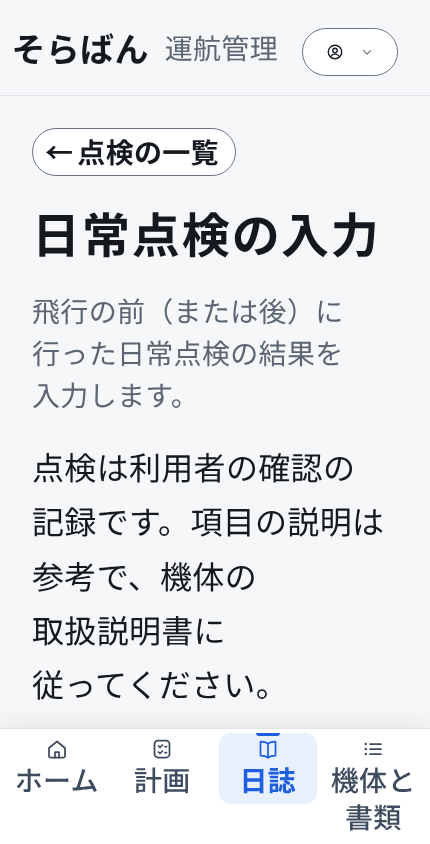 そらばん 運航管理
← 点検の一覧
日常点検の入力
飛行の前（または後）に
行った日常点検の結果を
入力します。
点検は利用者の確認の
記録です。項目の説明は
参考で、機体の
取扱説明書に
従ってください。
ホーム 計画 日誌 機体と
書類